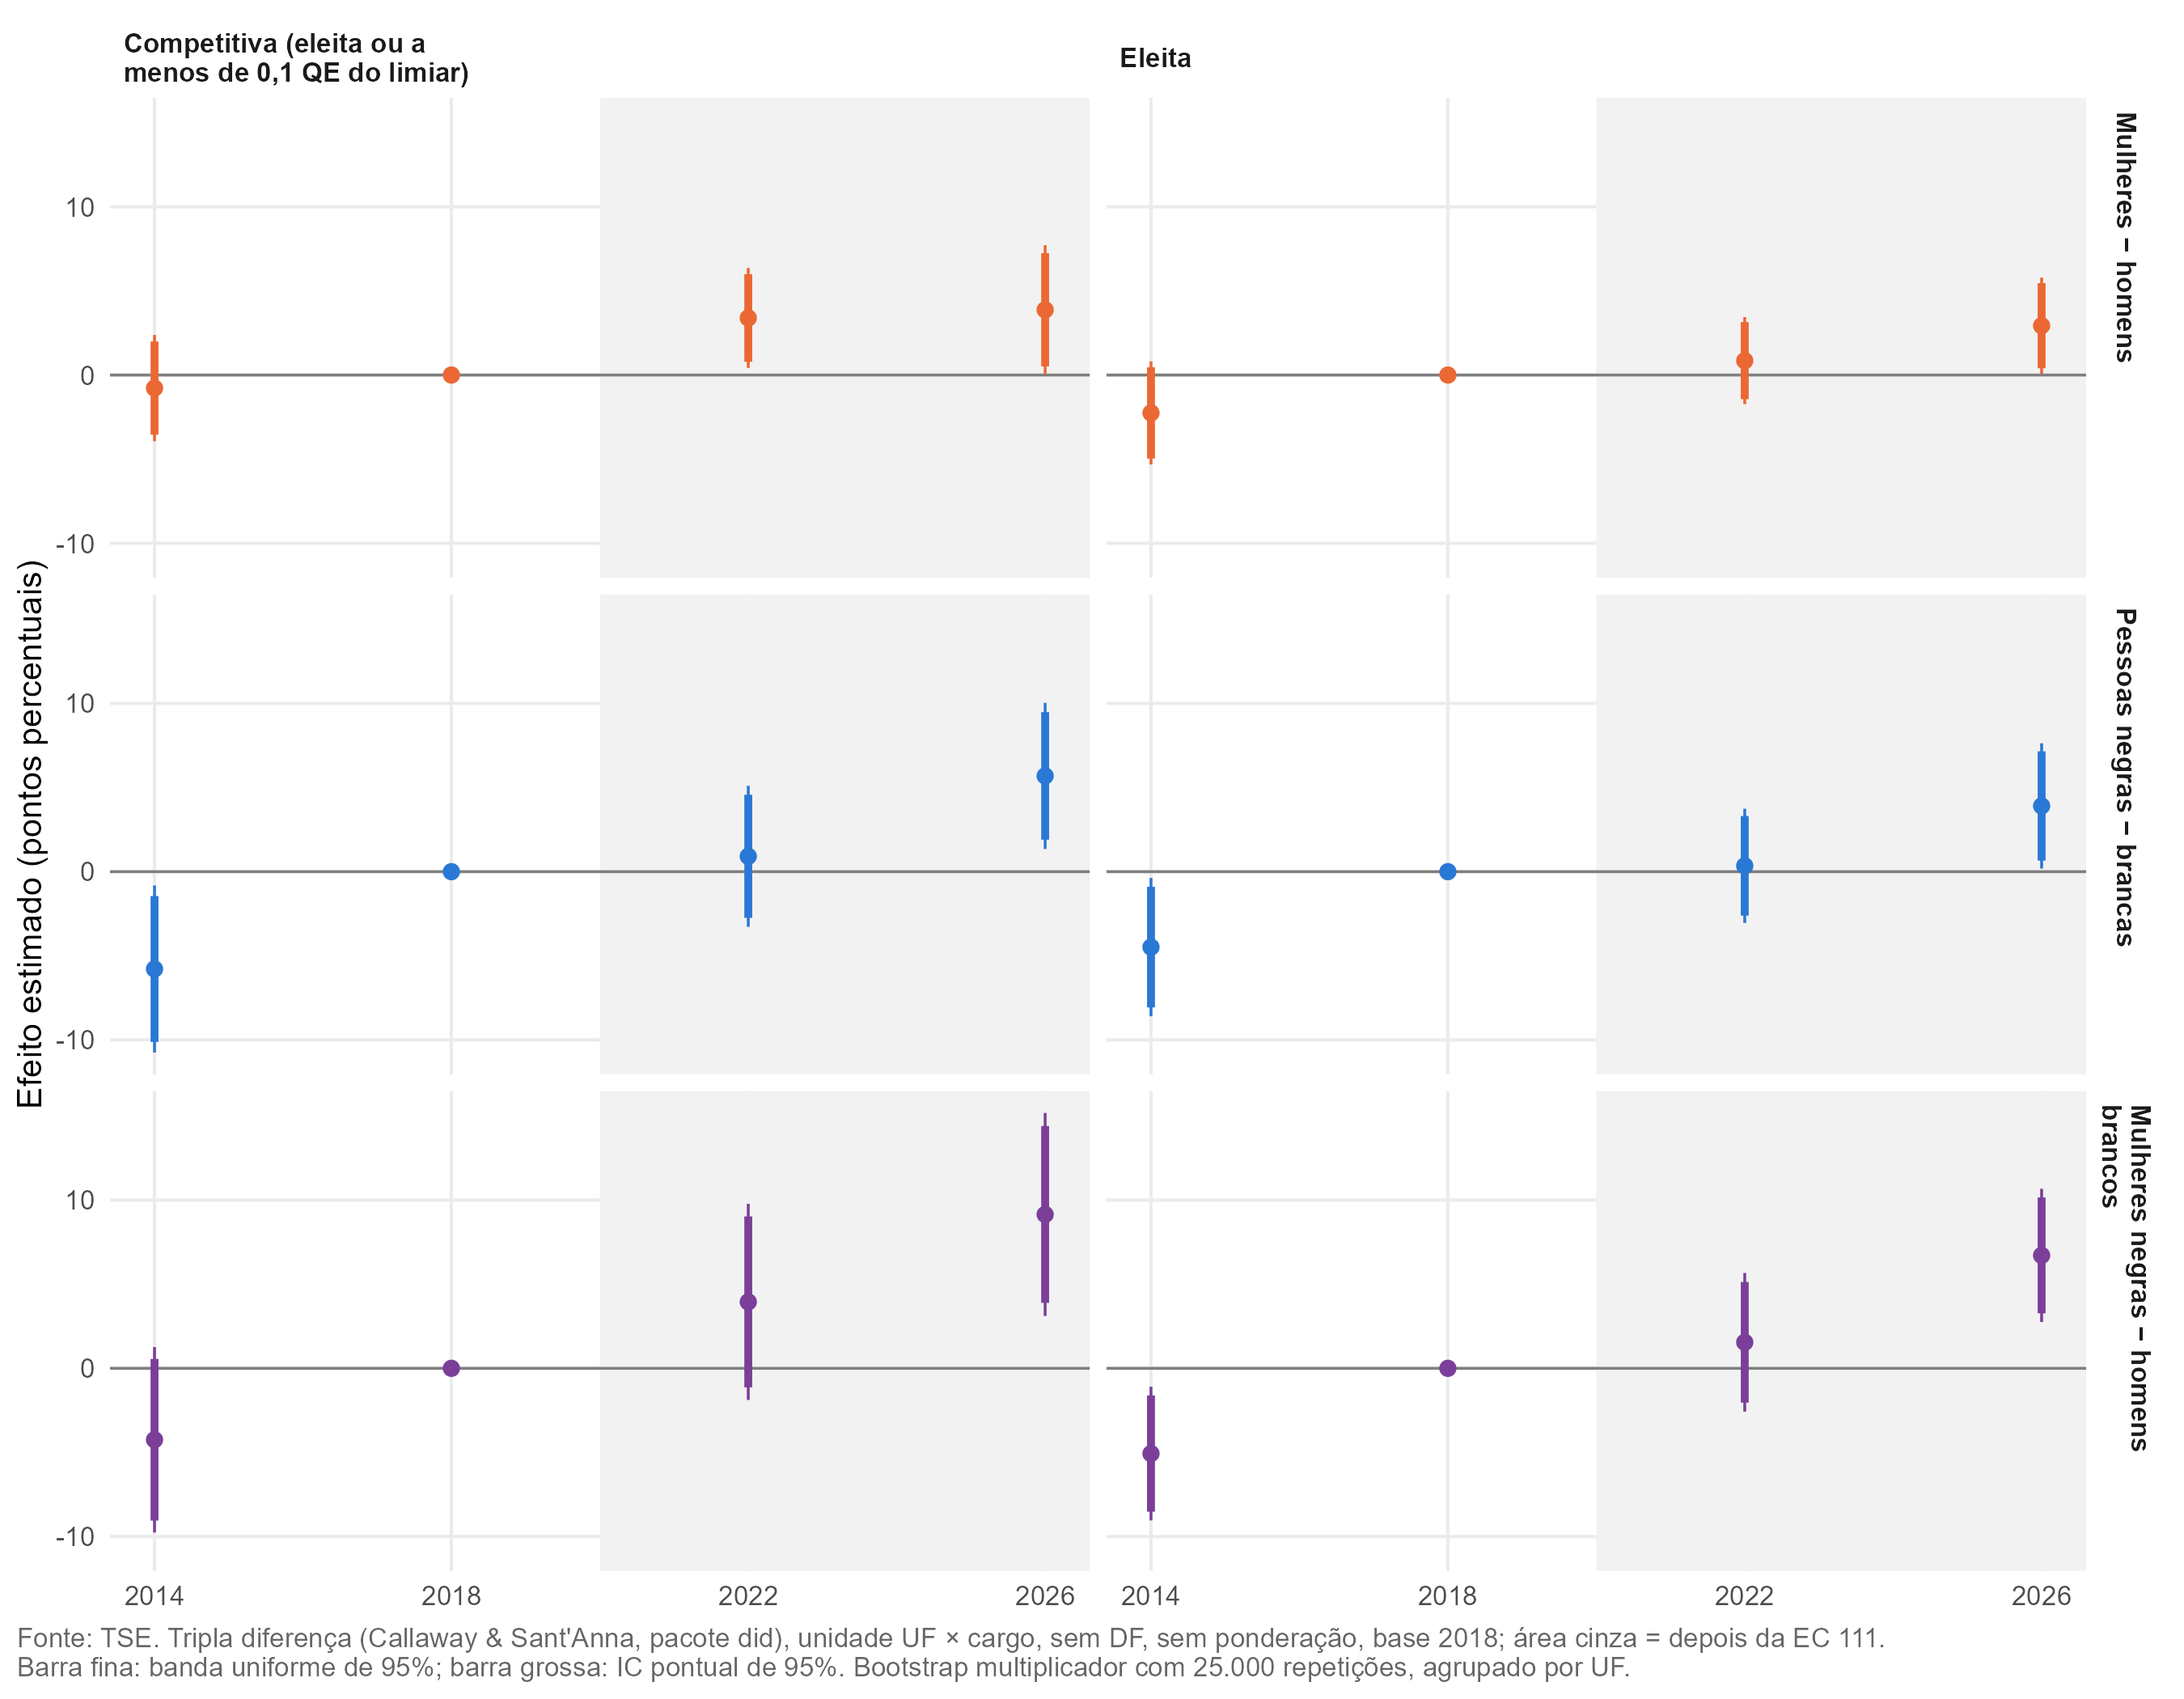 Competitiva (eleita ou a
menos de 0,1 QE do limiar)
Eleita
Efeito estimado (pontos percentuais)
10
0
-10
Mulheres − homens
10
0
-10
Pessoas negras − brancas
10
0
-10
Mulheres negras − homens
brancos
2014 2018 2022 2026 2014 2018 2022 2026
Fonte: TSE. Tripla diferença (Callaway & Sant'Anna, pacote did), unidade UF × cargo, sem DF, sem ponderação, base 2018; área cinza = depois da EC 111.
Barra fina: banda uniforme de 95%; barra grossa: IC pontual de 95%. Bootstrap multiplicador com 25.000 repetições, agrupado por UF.